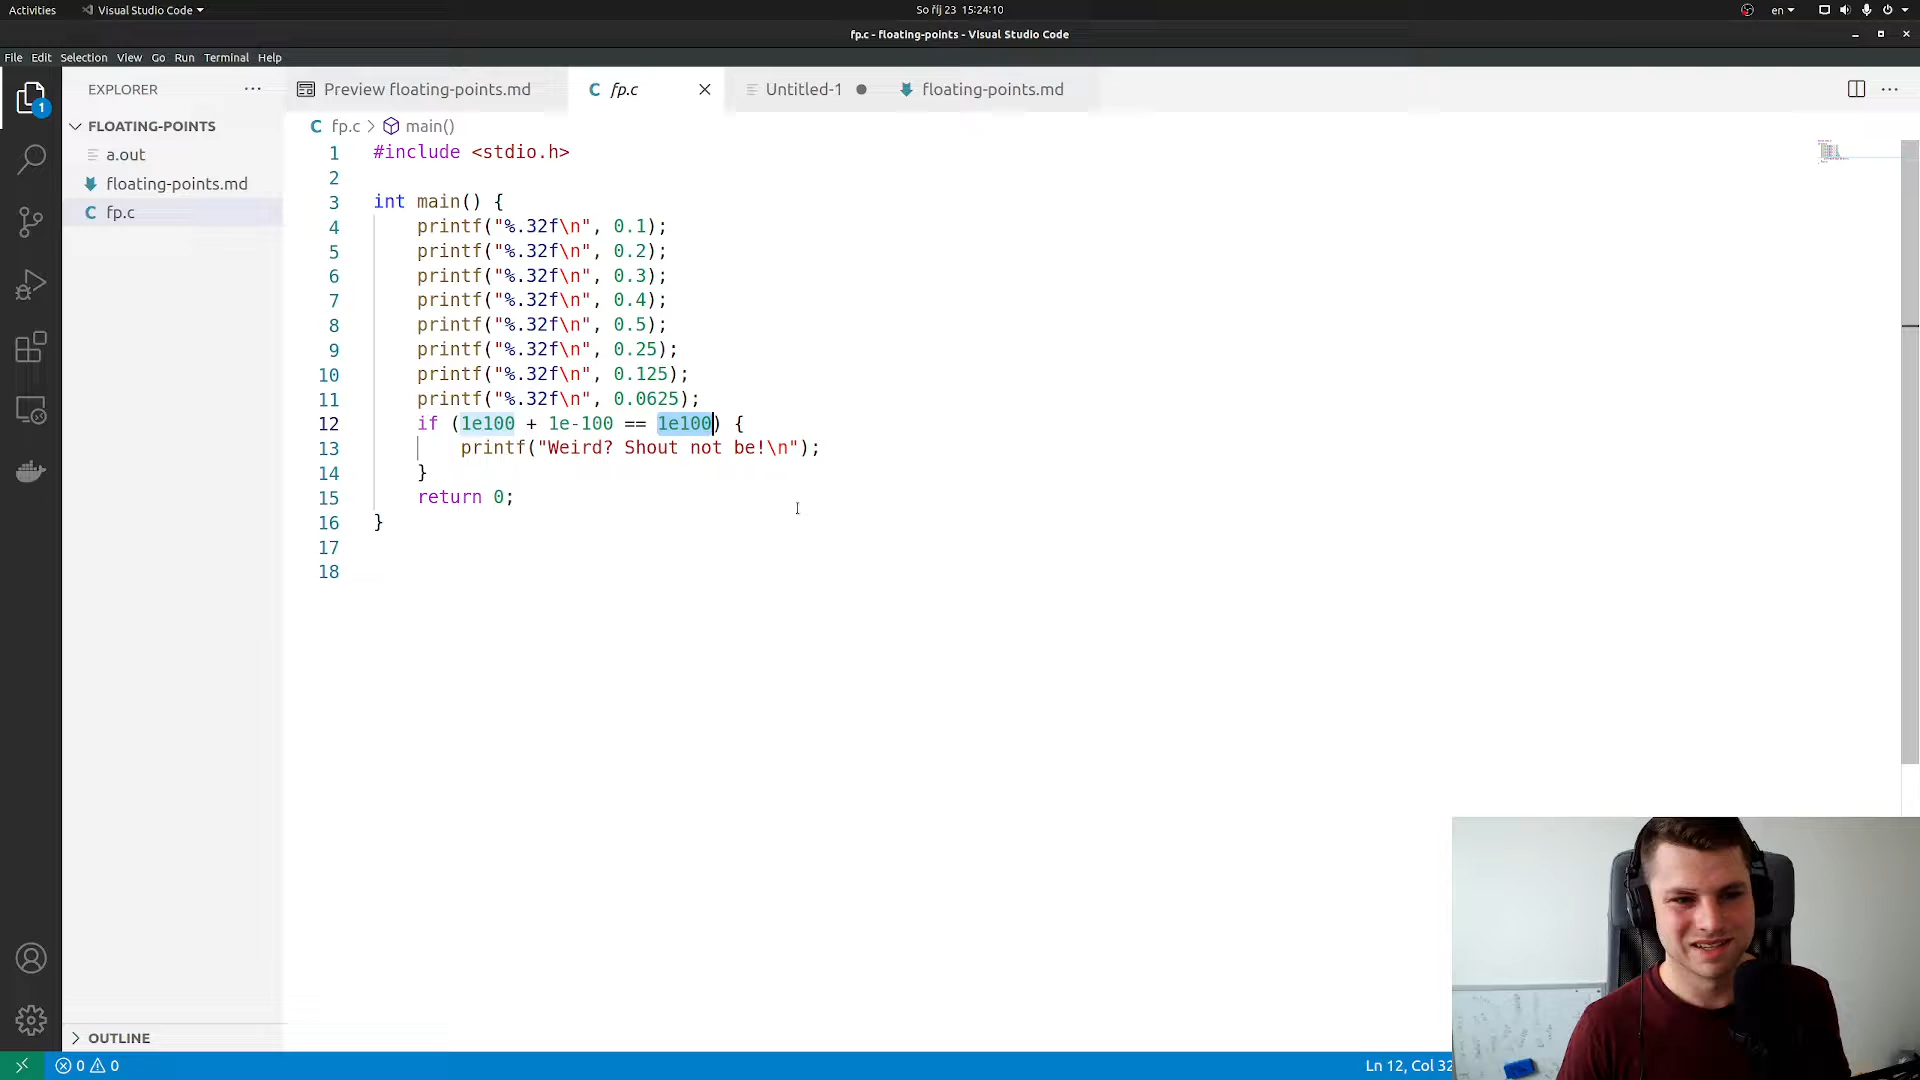 Activities
Visual Studio Code
So říj 23 15:24:10
en
fp.c - floating-points - Visual Studio Code
File Edit Selection View Go Run Terminal Help
EXPLORER
Preview floating-points.md
fp.c
Untitled-1
floating-points.md
FLOATING-POINTS
a.out
floating-points.md
fp.c
fp.c > main()
1 #include <stdio.h>
2
3 int main() {
4 printf("%.32f\n", 0.1);
5 printf("%.32f\n", 0.2);
6 printf("%.32f\n", 0.3);
7 printf("%.32f\n", 0.4);
8 printf("%.32f\n", 0.5);
9 printf("%.32f\n", 0.25);
10 printf("%.32f\n", 0.125);
11 printf("%.32f\n", 0.0625);
12 if (1e100 + 1e-100 == 1e100) {
13 printf("Weird? Shout not be!\n");
14 }
15 return 0;
16 }
17
18
1
OUTLINE
0 0
Ln 12, Col 32